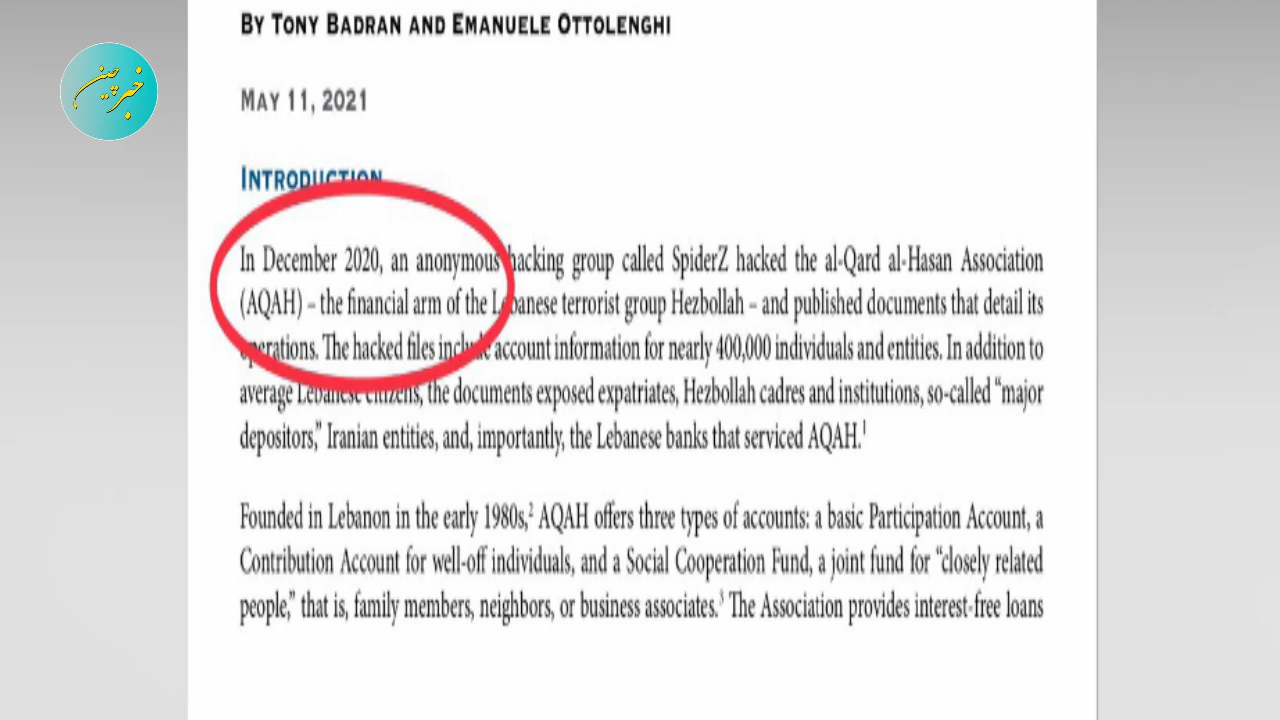 خبرچین
BY TONY BADRAN AND EMANUELE OTTOLENGHI
MAY 11, 2021
INTRODUCTION
In December 2020, an anonymous hacking group called SpiderZ hacked the al-Qard al-Hasan Association
(AQAH) – the financial arm of the Lebanese terrorist group Hezbollah – and published documents that detail its
operations. The hacked files include account information for nearly 400,000 individuals and entities. In addition to
average Lebanese citizens, the documents exposed expatriates, Hezbollah cadres and institutions, so-called “major
depositors,” Iranian entities, and, importantly, the Lebanese banks that serviced AQAH.1
Founded in Lebanon in the early 1980s,2 AQAH offers three types of accounts: a basic Participation Account, a
Contribution Account for well-off individuals, and a Social Cooperation Fund, a joint fund for “closely related
people,” that is, family members, neighbors, or business associates.3 The Association provides interest-free loans